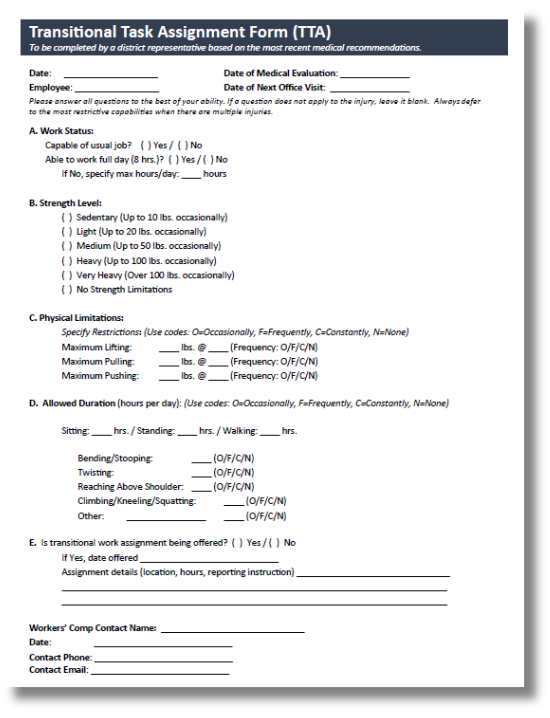 Transitional Task Assignment Form (TTA)
To be completed by a district representative based on the most recent medical recommendations.
Date: ____________ Date of Medical Evaluation: ____________
Employee: ____________ Date of Next Office Visit: ____________
Please answer all questions to the best of your ability. If a question does not apply to the injury, leave it blank. Always defer
to the most restrictive capabilities when there are multiple injuries.
A. Work Status:
Capable of usual job? ( ) Yes / ( ) No
Able to work full day (8 hrs.)? ( ) Yes / ( ) No
If No, specify max hours/day: ____ hours
B. Strength Level:
( ) Sedentary (Up to 10 lbs. occasionally)
( ) Light (Up to 20 lbs. occasionally)
( ) Medium (Up to 50 lbs. occasionally)
( ) Heavy (Up to 100 lbs. occasionally)
( ) Very Heavy (Over 100 lbs. occasionally)
( ) No Strength Limitations
C. Physical Limitations:
Specify Restrictions: (Use codes: O=Occasionally, F=Frequently, C=Constantly, N=None)
Maximum Lifting: ____ lbs. @ ____ (Frequency: O/F/C/N)
Maximum Pulling: ____ lbs. @ ____ (Frequency: O/F/C/N)
Maximum Pushing: ____ lbs. @ ____ (Frequency: O/F/C/N)
D. Allowed Duration (hours per day): (Use codes: O=Occasionally, F=Frequently, C=Constantly, N=None)
Sitting: ____ hrs. / Standing: ____ hrs. / Walking: ____ hrs.
Bending/Stooping: ____ (O/F/C/N)
Twisting: ____ (O/F/C/N)
Reaching Above Shoulder: ____ (O/F/C/N)
Climbing/Kneeling/Squatting: ____ (O/F/C/N)
Other: ____________ ____ (O/F/C/N)
E. Is transitional work assignment being offered? ( ) Yes / ( ) No
If Yes, date offered ____________
Assignment details (location, hours, reporting instruction) ____________
Workers' Comp Contact Name: ____________
Date: ____________
Contact Phone: ____________
Contact Email: ____________